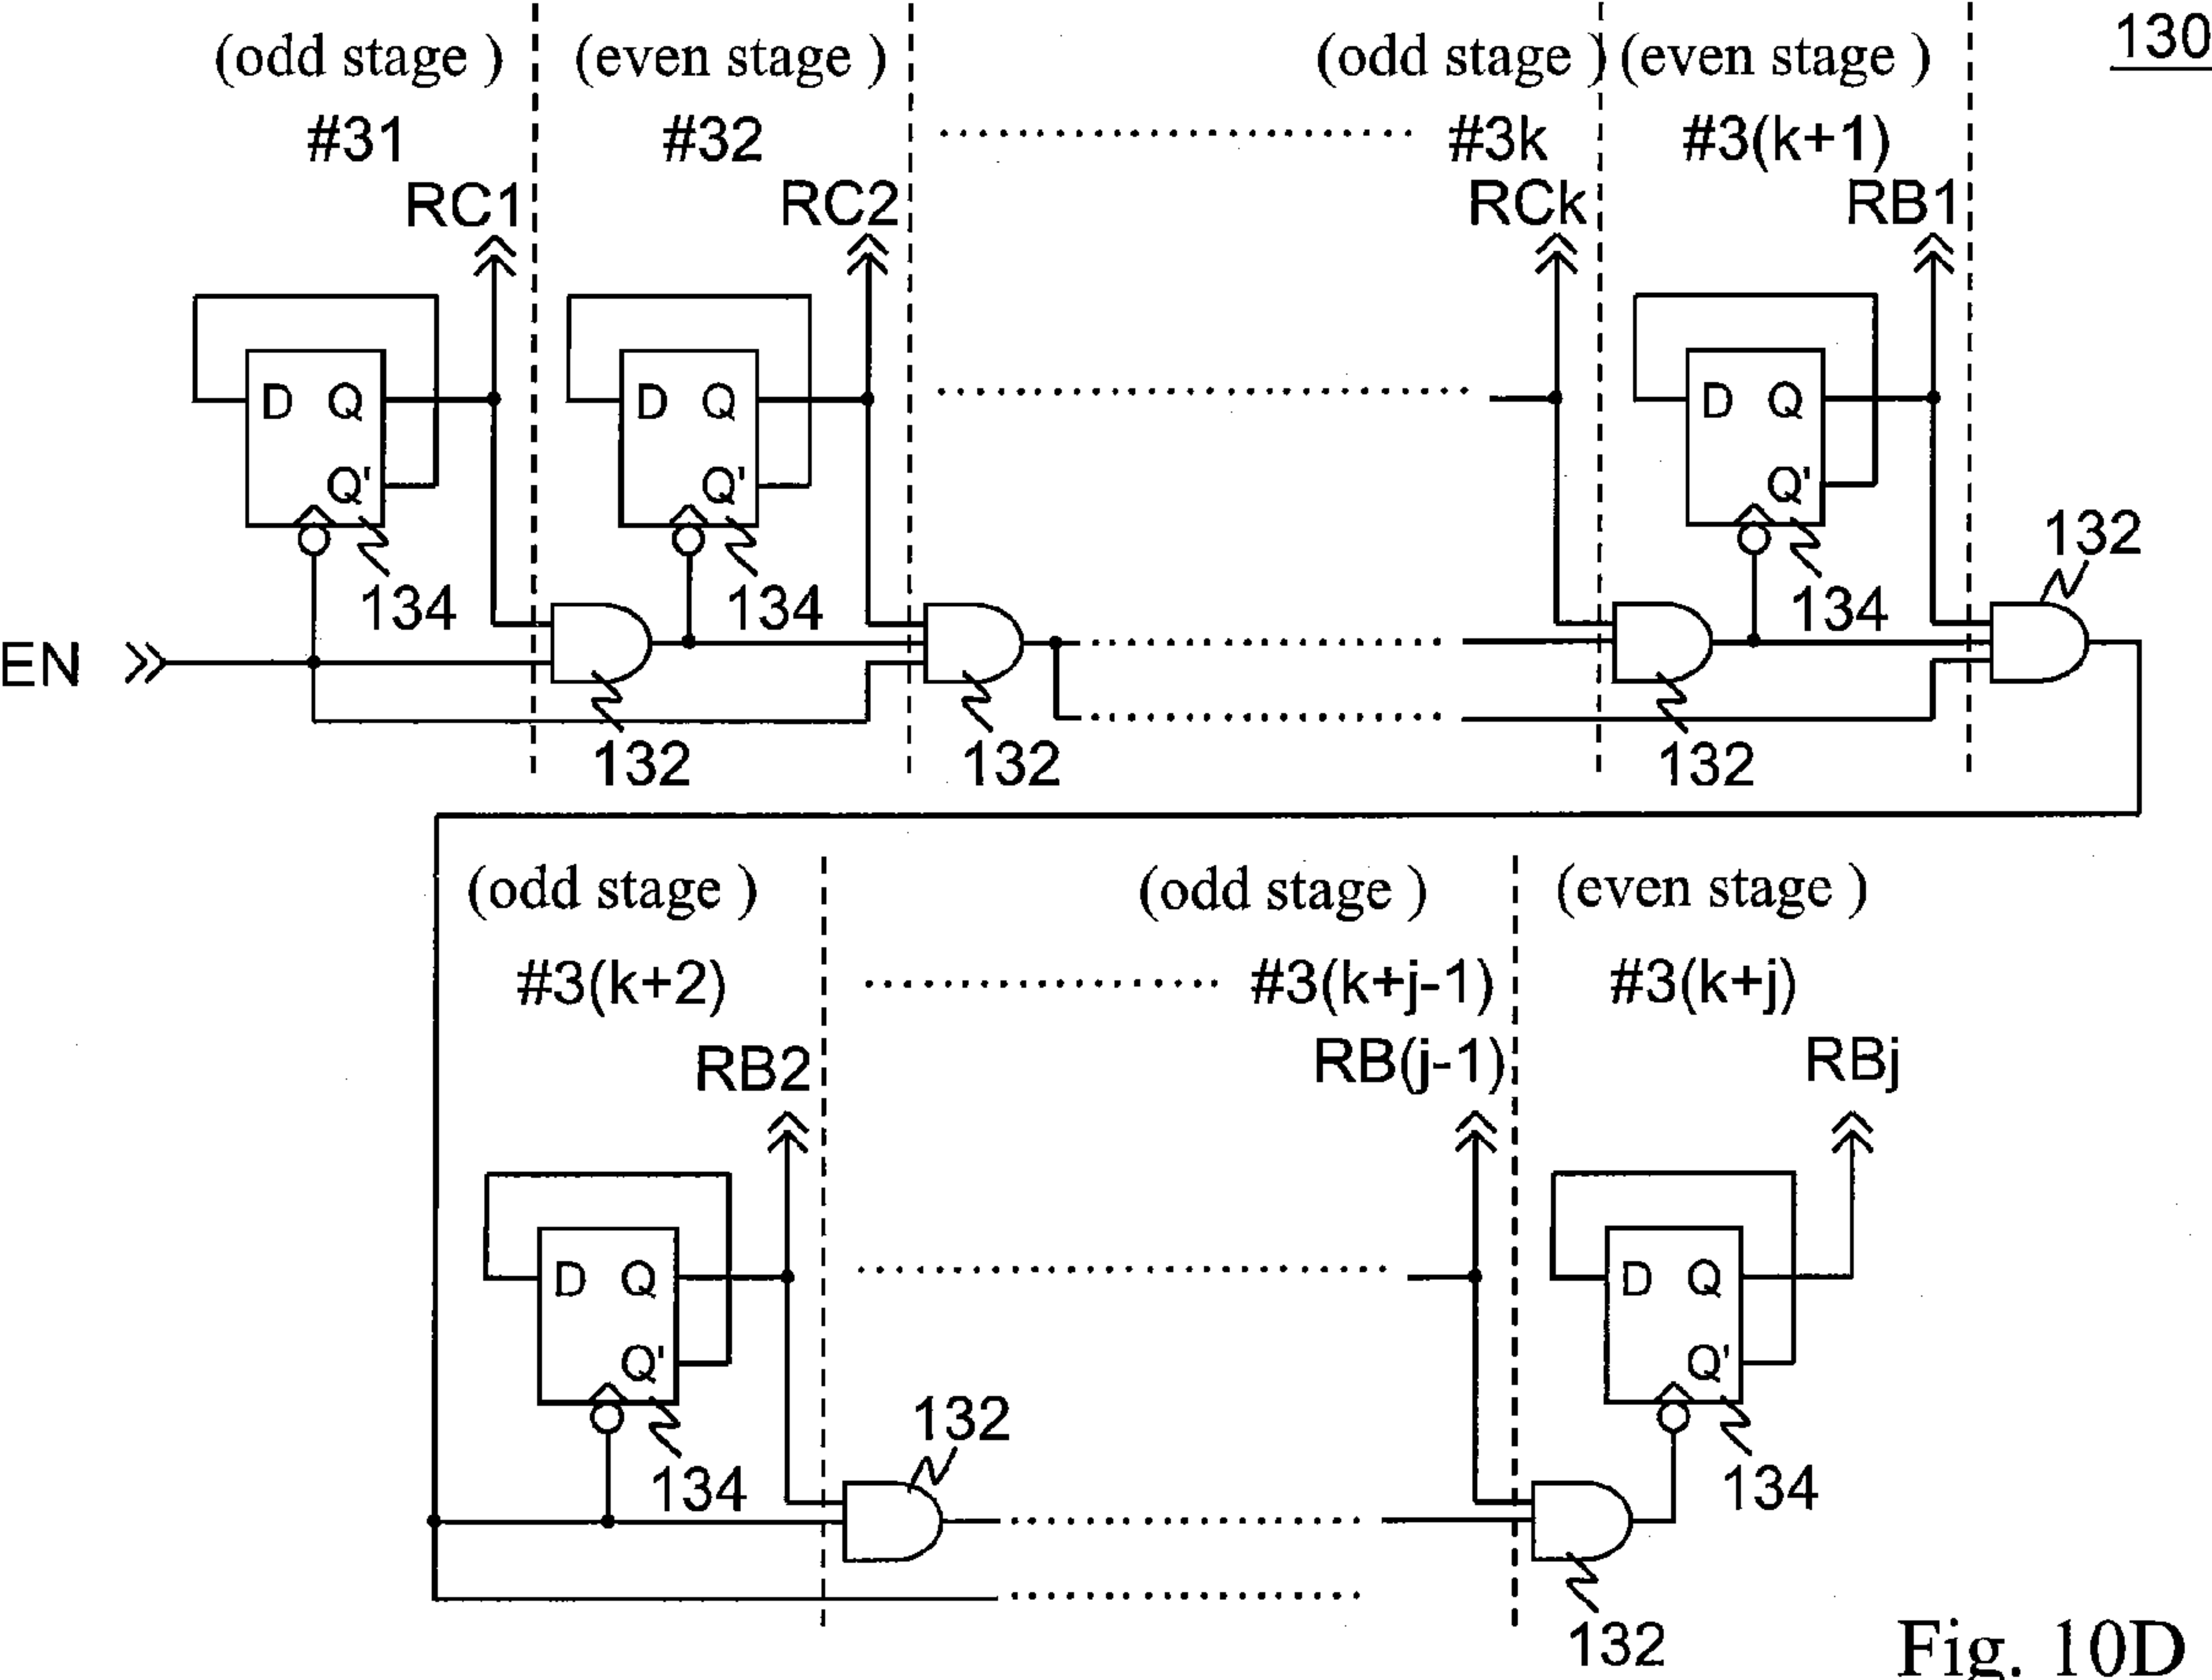 130
(odd stage ) (even stage ) (odd stage ) (even stage )
#31 #32 #3k #3(k+1)
RC1 RC2 RCk RB1
D Q D Q D Q
Q' Q' Q'
132
134 134 134
EN
132 132 132
(odd stage ) (odd stage ) (even stage )
#3(k+2) #3(k+j-1) #3(k+j)
RB2 RB(j-1) RBj
D Q D Q
Q' Q'
132
134 134
132
Fig. 10D